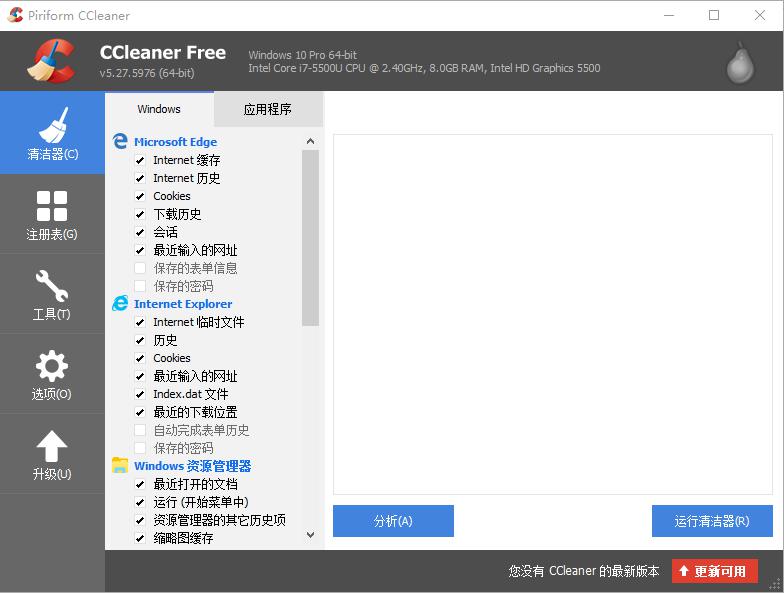 Piriform CCleaner
CCleaner Free
v5.27.5976 (64-bit)
Windows 10 Pro 64-bit
Intel Core i7-5500U CPU @ 2.40GHz, 8.0GB RAM, Intel HD Graphics 5500
清洁器(C)
注册表(G)
工具(T)
选项(O)
升级(U)
Windows
应用程序
Microsoft Edge
Internet 缓存
Internet 历史
Cookies
下载历史
会话
最近输入的网址
保存的表单信息
保存的密码
Internet Explorer
Internet 临时文件
历史
Cookies
最近输入的网址
Index.dat 文件
最近的下载位置
自动完成表单历史
保存的密码
Windows 资源管理器
最近打开的文档
运行 (开始菜单中)
资源管理器的其它历史项
缩略图缓存
分析(A)
运行清洁器(R)
您没有 CCleaner 的最新版本
更新可用